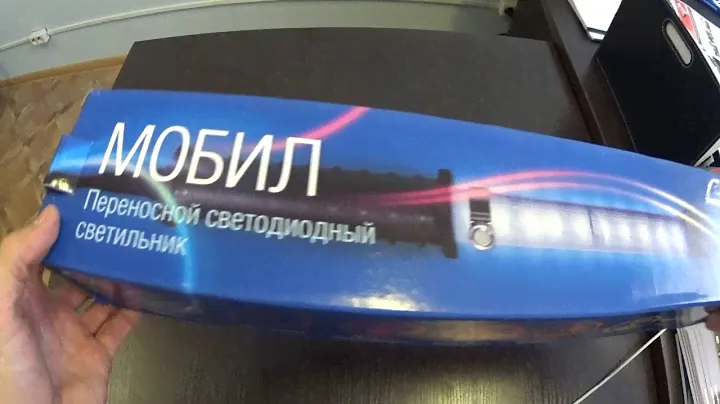 МОБИЛ
Переносной светодиодный
светильник